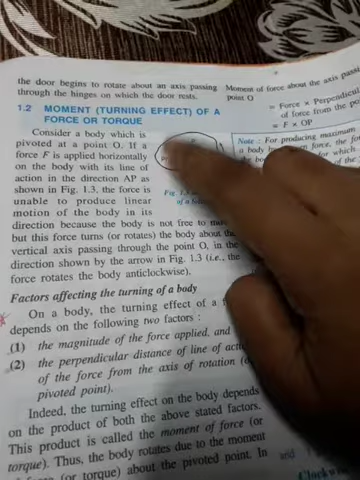 the door begins to rotate about an axis passing
through the hinges on which the door rests.
1.2 MOMENT (TURNING EFFECT) OF A
FORCE OR TORQUE
Consider a body which is
pivoted at a point O. If a
force F is applied horizontally
on the body with its line of
action in the direction AP as
shown in Fig. 1.3, the force is
unable to produce linear
motion of the body in its
direction because the body is not free to
but this force turns (or rotates) the body about the
vertical axis passing through the point O, in the
direction shown by the arrow in Fig. 1.3 (i.e., the
force rotates the body anticlockwise).
Factors affecting the turning of a body
On a body, the turning effect of a
depends on the following two factors :
(1) the magnitude of the force applied, and
(2) the perpendicular distance of line of
of the force from the axis of rotation
pivoted point).
Indeed, the turning effect on the body depends
on the product of both the above stated factors.
This product is called the moment of force (or
torque). Thus, the body rotates due to the moment
(or torque) about the pivoted point. In
Fig.
Moment of force about the axis
point O
= Force ×
of force from the
= F × OP
Note : For producing maximum
a body
force, the
for which
of the
and